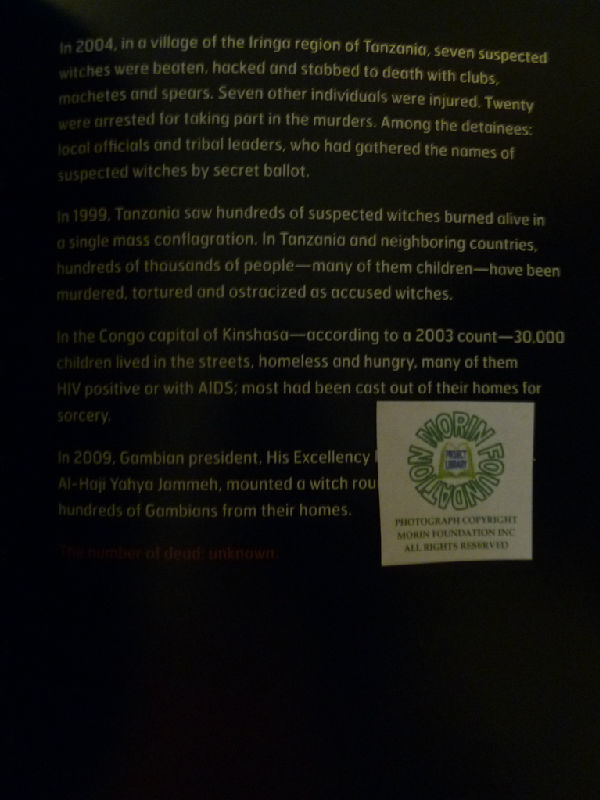 In 2004, in a village of the Iringa region of Tanzania, seven suspected
witches were beaten, hacked and stabbed to death with clubs,
machetes and spears. Seven other individuals were injured. Twenty
were arrested for taking part in the murders. Among the detainees:
local officials and tribal leaders, who had gathered the names of
suspected witches by secret ballot.
In 1999, Tanzania saw hundreds of suspected witches burned alive in
a single mass conflagration. In Tanzania and neighboring countries,
hundreds of thousands of people—many of them children—have been
murdered, tortured and ostracized as accused witches.
In the Congo capital of Kinshasa—according to a 2003 count—30,000
children lived in the streets, homeless and hungry, many of them
HIV positive or with AIDS; most had been cast out of their homes for
sorcery.
In 2009, Gambian president, His Excellency
Al-Haji Yahya Jammeh, mounted a witch rou
hundreds of Gambians from their homes.
The number of dead: unknown.
MORIN FOUNDATION
PROJECT
LIBRARY
PHOTOGRAPH COPYRIGHT
MORIN FOUNDATION INC
ALL RIGHTS RESERVED